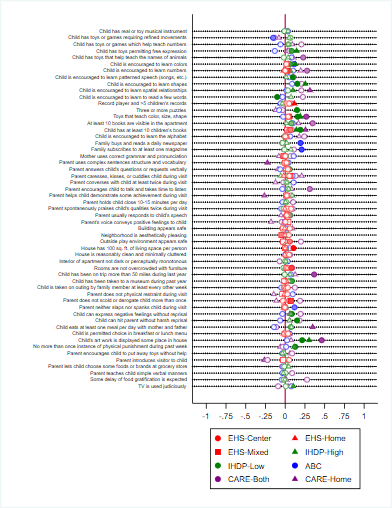 Child has real or toy musical instrument
Child has toys or games requiring refined movements
Child has toys or games which help teach numbers
Child has toys permitting free expression
Child has toys that help teach the names of animals
Child is encouraged to learn colors
Child is encouraged to learn numbers
Child is encouraged to learn patterned speech (songs, etc.)
Child is encouraged to learn shapes
Child is encouraged to learn spatial relationships
Child is encouraged to learn to read a few words
Record player and >5 children's records
Three or more puzzles
Toys that teach color, size, shape
At least 10 books are visible in the apartment
Child has at least 10 children's books
Child is encouraged to learn the alphabet
Family buys and reads a daily newspaper
Family subscribes to at least one magazine
Mother uses correct grammar and pronunciation
Parent uses complex sentence structure and vocabulary
Parent answers child's questions or requests verbally
Parent caresses, kisses, or cuddles child during visit
Parent converses with child at least twice during visit
Parent encourages child to talk and takes time to listen
Parent helps child demonstrate some achievement during visit
Parent holds child close 10-15 minutes per day
Parent spontaneously praises child's qualities twice during visit
Parent usually responds to child's speech
Parent's voice conveys positive feelings to child
Building appears safe
Neighborhood is aesthetically pleasing
Outside play environment appears safe
House has 100 sq. ft. of living space per person
House is reasonably clean and minimally cluttered
Interior of apartment not dark or perceptually monotonous
Rooms are not overcrowded with furniture
Child has been on trip more than 50 miles during last year
Child has been taken to a museum during past year
Child is taken on outing by family member at least every other week
Parent does not physical restraint during visit
Parent does not scold or derogate child more than once
Parent neither slaps nor spanks child during visit
Child can express negative feelings without reprisal
Child can hit parent without harsh reprisal
Child eats at least one meal per day with mother and father
Child is permitted choice in breakfast or lunch menu
Child's art work is displayed some place in house
No more than one instance of physical punishment during past week
Parent encourages child to put away toys without help
Parent introduces visitor to child
Parent lets child choose some foods or brands at grocery store
Parent teaches child simple verbal manners
Some delay of food gratification is expected
TV is used judiciously
-1 -.75 -.5 -.25 0 .25 .5 .75 1
EHS-Center EHS-Home
EHS-Mixed IHDP-High
IHDP-Low ABC
CARE-Both CARE-Home